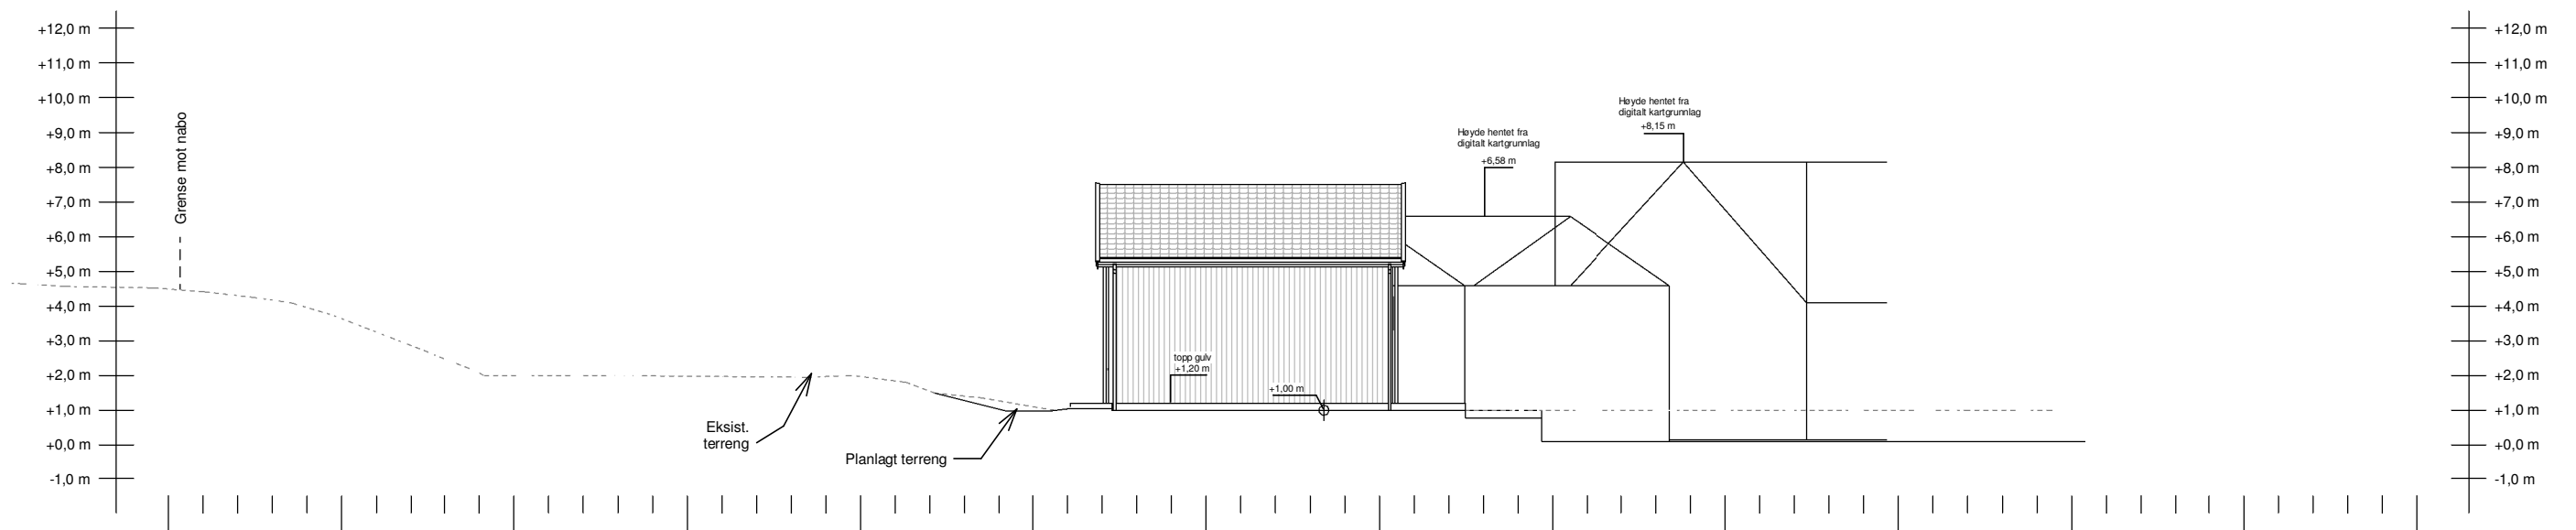 +12,0 m
+11,0 m
+10,0 m
+9,0 m
+8,0 m
+7,0 m
+6,0 m
+5,0 m
+4,0 m
+3,0 m
+2,0 m
+1,0 m
+0,0 m
-1,0 m
Grense mot nabo
Eksist.
terreng
Planlagt terreng
topp gulv
+1,20 m
+1,00 m
Høyde hentet fra
digitalt kartgrunnlag
+6,58 m
Høyde hentet fra
digitalt kartgrunnlag
+8,15 m
+12,0 m
+11,0 m
+10,0 m
+9,0 m
+8,0 m
+7,0 m
+6,0 m
+5,0 m
+4,0 m
+3,0 m
+2,0 m
+1,0 m
+0,0 m
-1,0 m